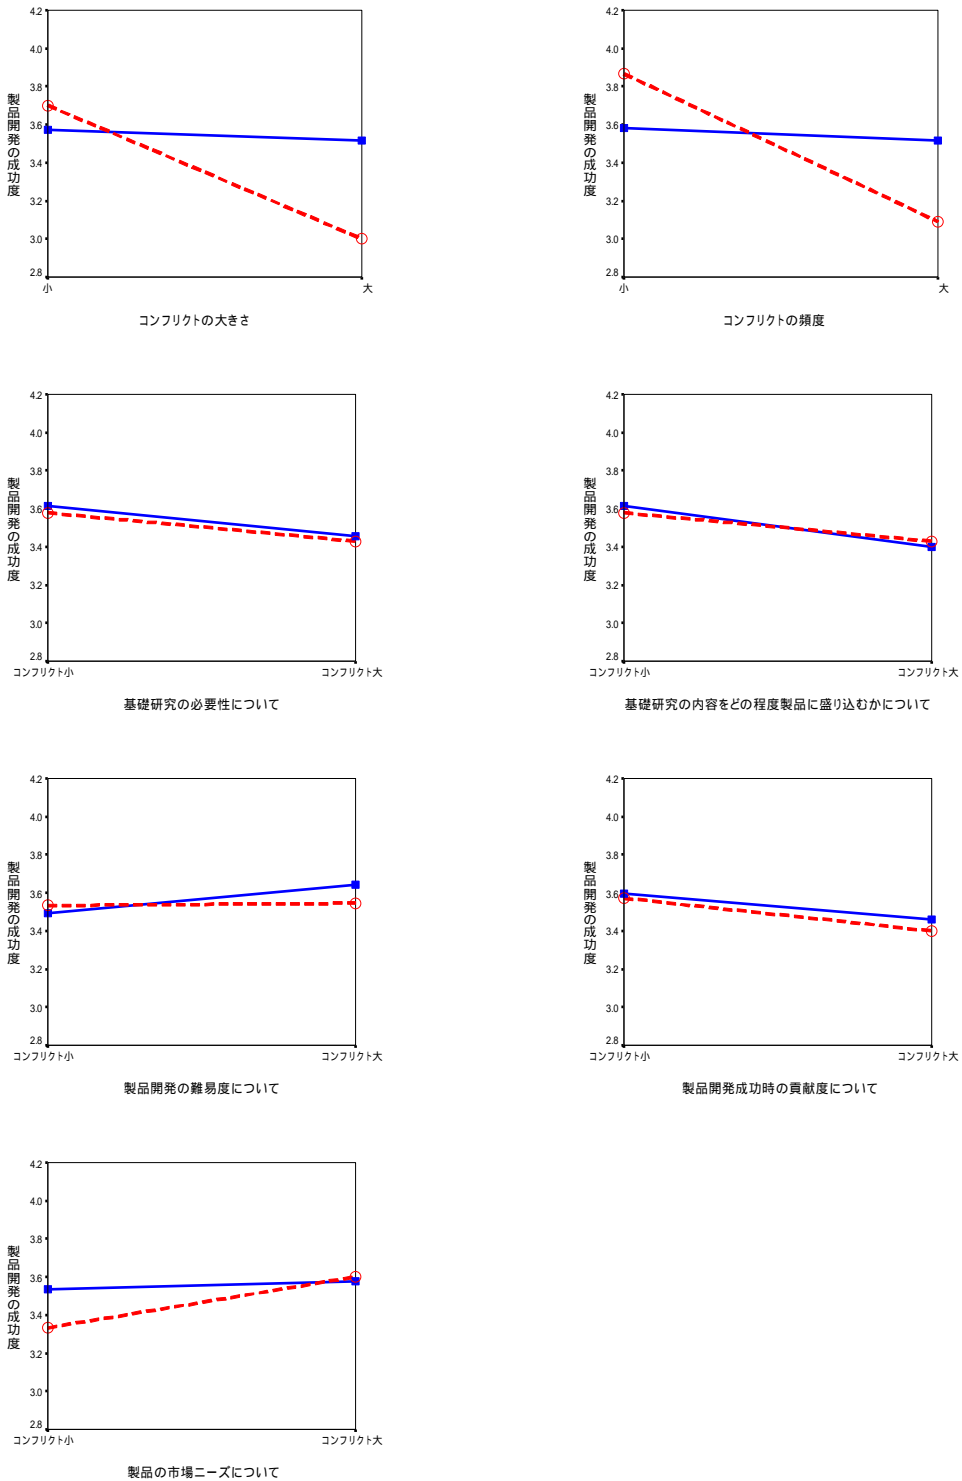 4.2
4.0
3.8
3.6
3.4
3.2
3.0
2.8
製品開発の成功度
小
大
コンフリクトの大きさ
4.2
4.0
3.8
3.6
3.4
3.2
3.0
2.8
製品開発の成功度
小
大
コンフリクトの頻度
4.2
4.0
3.8
3.6
3.4
3.2
3.0
2.8
製品開発の成功度
コンフリクト小
コンフリクト大
基礎研究の必要性について
4.2
4.0
3.8
3.6
3.4
3.2
3.0
2.8
製品開発の成功度
コンフリクト小
コンフリクト大
基礎研究の内容をどの程度製品に盛り込むかについて
4.2
4.0
3.8
3.6
3.4
3.2
3.0
2.8
製品開発の成功度
コンフリクト小
コンフリクト大
製品開発の難易度について
4.2
4.0
3.8
3.6
3.4
3.2
3.0
2.8
製品開発の成功度
コンフリクト小
コンフリクト大
製品開発成功時の貢献度について
4.2
4.0
3.8
3.6
3.4
3.2
3.0
2.8
製品開発の成功度
コンフリクト小
コンフリクト大
製品の市場ニーズについて